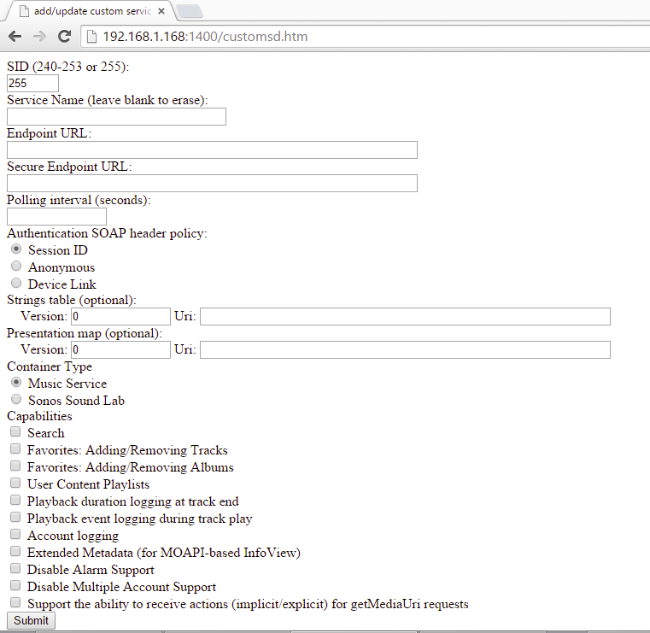 add/update custom servic
192.168.1.168:1400/customsd.htm
SID (240-253 or 255):
255
Service Name (leave blank to erase):
Endpoint URL:
Secure Endpoint URL:
Polling interval (seconds):
Authentication SOAP header policy:
Session ID
Anonymous
Device Link
Strings table (optional):
Version: 0 Uri:
Presentation map (optional):
Version: 0 Uri:
Container Type
Music Service
Sonos Sound Lab
Capabilities
Search
Favorites: Adding/Removing Tracks
Favorites: Adding/Removing Albums
User Content Playlists
Playback duration logging at track end
Playback event logging during track play
Account logging
Extended Metadata (for MOAPI-based InfoView)
Disable Alarm Support
Disable Multiple Account Support
Support the ability to receive actions (implicit/explicit) for getMediaUri requests
Submit